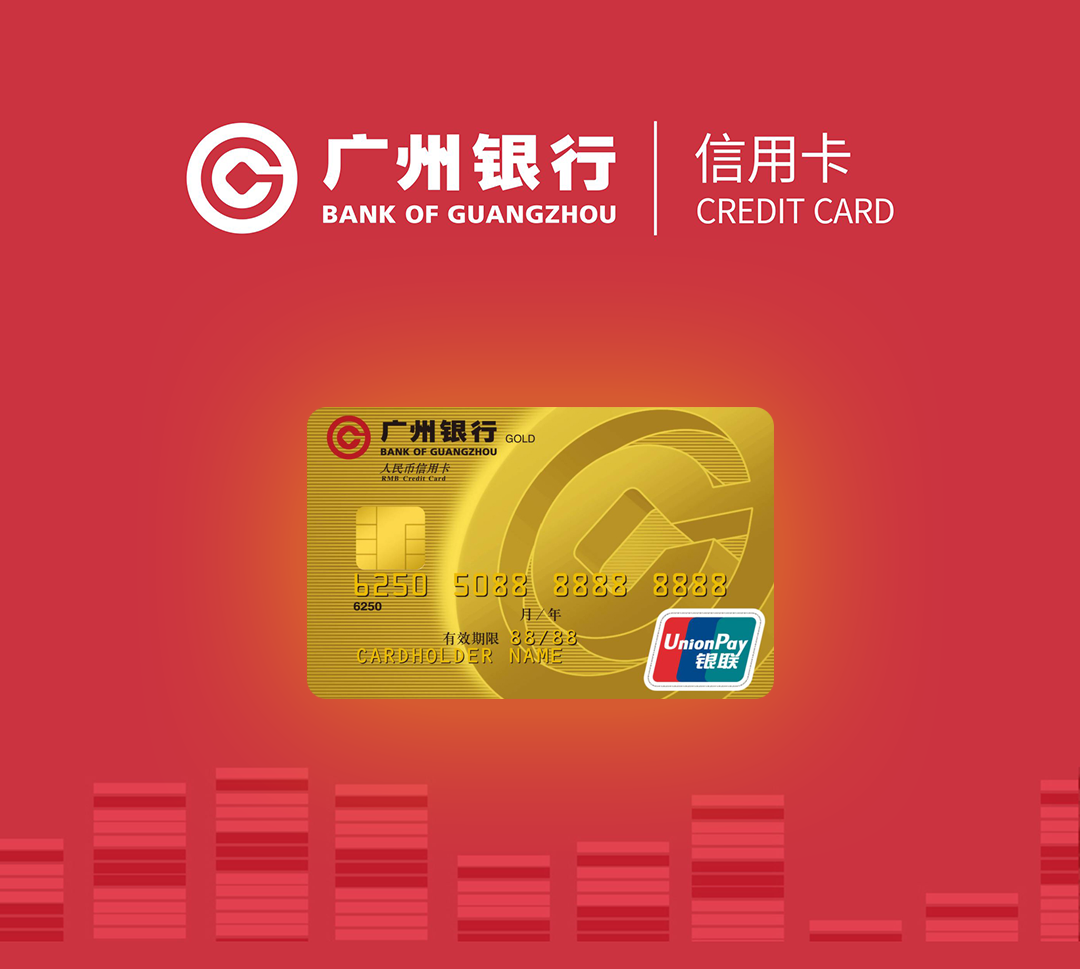 广州银行
BANK OF GUANGZHOU
信用卡
CREDIT CARD
广州银行 GOLD
BANK OF GUANGZHOU
人民币信用卡
RMB Credit Card
6250 5088 8888 8888
6250
月/年
有效期限 88/88
CARDHOLDER NAME
UnionPay
银联